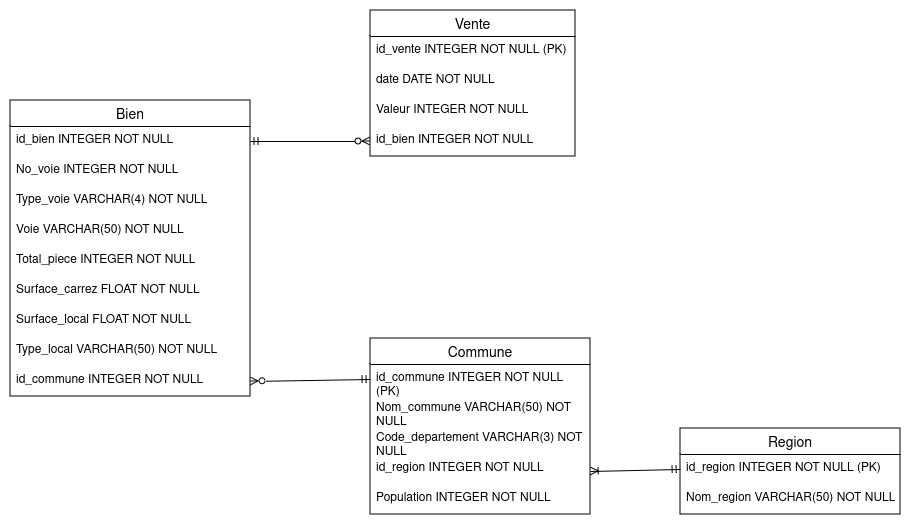 Vente
id_vente INTEGER NOT NULL (PK)
date DATE NOT NULL
Valeur INTEGER NOT NULL
id_bien INTEGER NOT NULL
Bien
id_bien INTEGER NOT NULL
No_voie INTEGER NOT NULL
Type_voie VARCHAR(4) NOT NULL
Voie VARCHAR(50) NOT NULL
Total_piece INTEGER NOT NULL
Surface_carrez FLOAT NOT NULL
Surface_local FLOAT NOT NULL
Type_local VARCHAR(50) NOT NULL
id_commune INTEGER NOT NULL
Commune
id_commune INTEGER NOT NULL
(PK)
Nom_commune VARCHAR(50) NOT
NULL
Code_departement VARCHAR(3) NOT
NULL
id_region INTEGER NOT NULL
Population INTEGER NOT NULL
Region
id_region INTEGER NOT NULL (PK)
Nom_region VARCHAR(50) NOT NULL